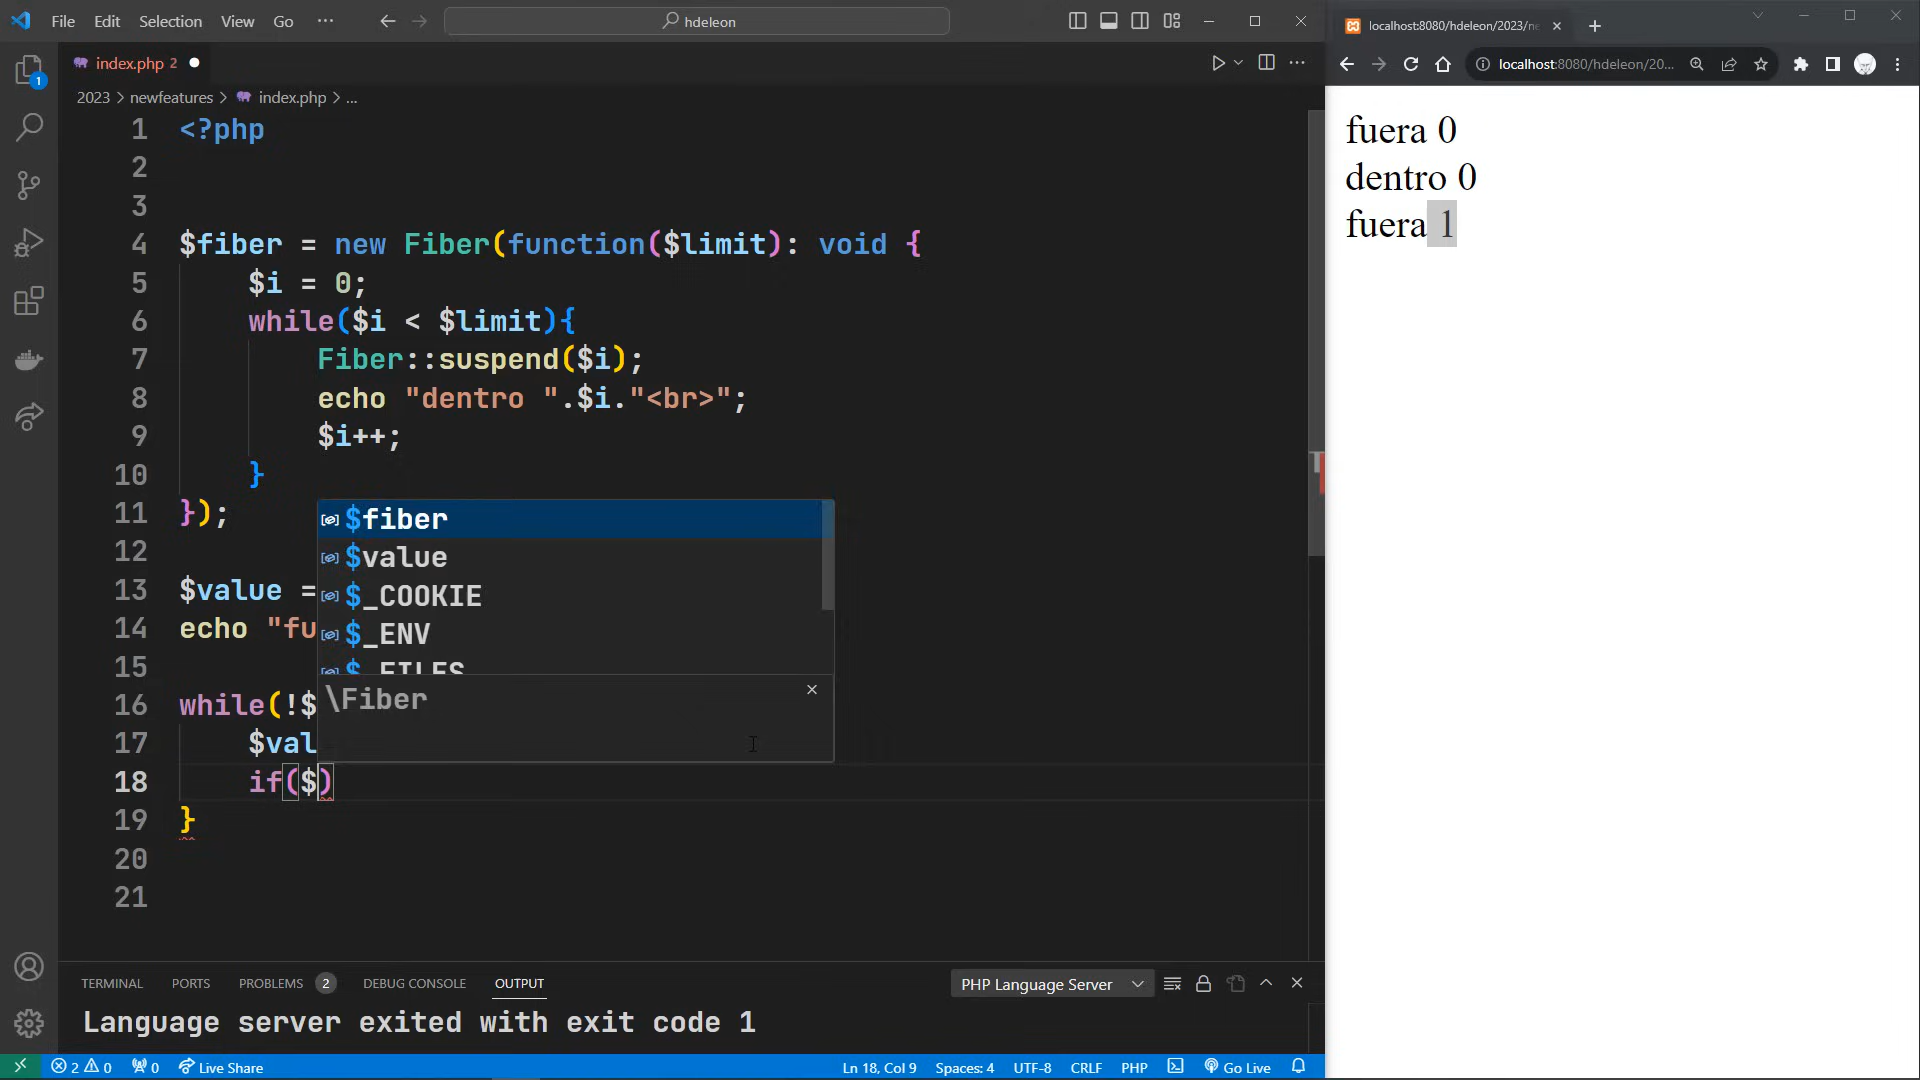 File Edit Selection View Go ··· hdeleon
index.php 2
2023 > newfeatures > index.php > ...
1 <?php
2
3
4 $fiber = new Fiber(function($limit): void {
5 $i = 0;
6 while($i < $limit){
7 Fiber::suspend($i);
8 echo "dentro ".$i."<br>";
9 $i++;
10 }
11 });
12
13 $value =
14 echo "fu
15
16 while(!$
17 $val
18 if($)
19 }
20
21
$fiber
$value
$_COOKIE
$_ENV
$_FILES
\Fiber
1
TERMINAL PORTS PROBLEMS 2 DEBUG CONSOLE OUTPUT PHP Language Server
Language server exited with exit code 1
2 0 0 Live Share Ln 18, Col 9 Spaces: 4 UTF-8 CRLF PHP Go Live
localhost:8080/hdeleon/2023/ne
localhost:8080/hdeleon/20...
fuera 0
dentro 0
fuera 1